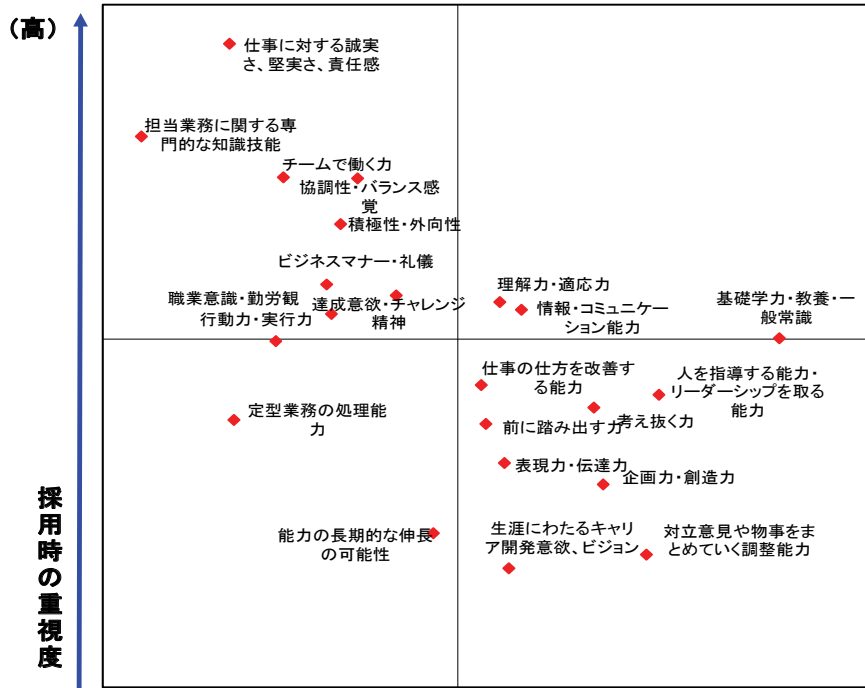 （高）
仕事に対する誠実
さ、堅実さ、責任感
担当業務に関する専
門的な知識技能
チームで働く力
協調性・バランス感
覚
積極性・外向性
ビジネスマナー・礼儀
職業意識・勤労観
達成意欲・チャレンジ
精神
行動力・実行力
理解力・適応力
情報・コミュニケー
ション能力
基礎学力・教養・一
般常識
仕事の仕方を改善す
る能力
人を指導する能力・
リーダーシップを取る
能力
考え抜く力
前に踏み出す力
定型業務の処理能
力
表現力・伝達力
企画力・創造力
能力の長期的な伸長
の可能性
生涯にわたるキャリ
ア開発意欲、ビジョン
対立意見や物事をま
とめていく調整能力
採用時の重視度